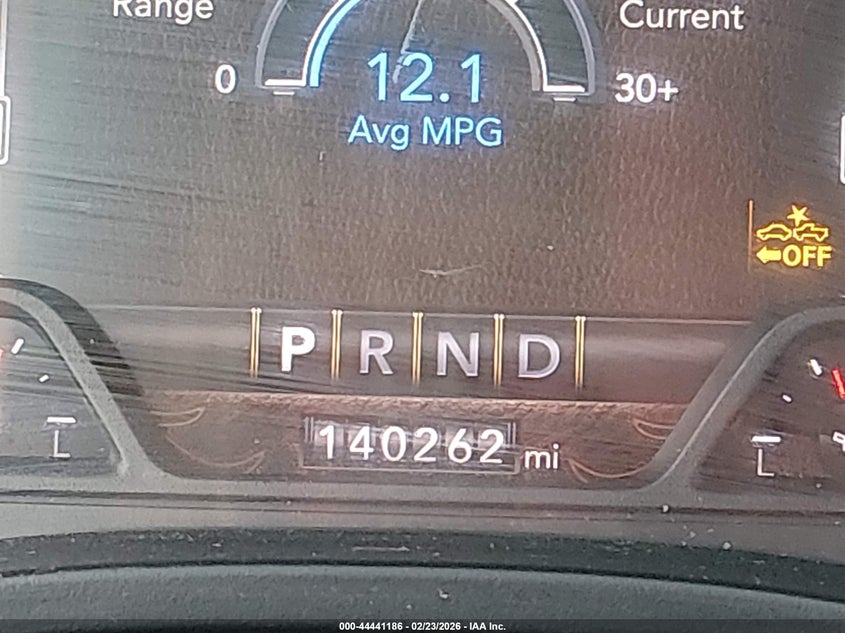 Range
Current
0
12.1
30+
Avg MPG
OFF
P R N D
L
140262 mi
L
000-44441186 - 02/23/2026 - IAA Inc.